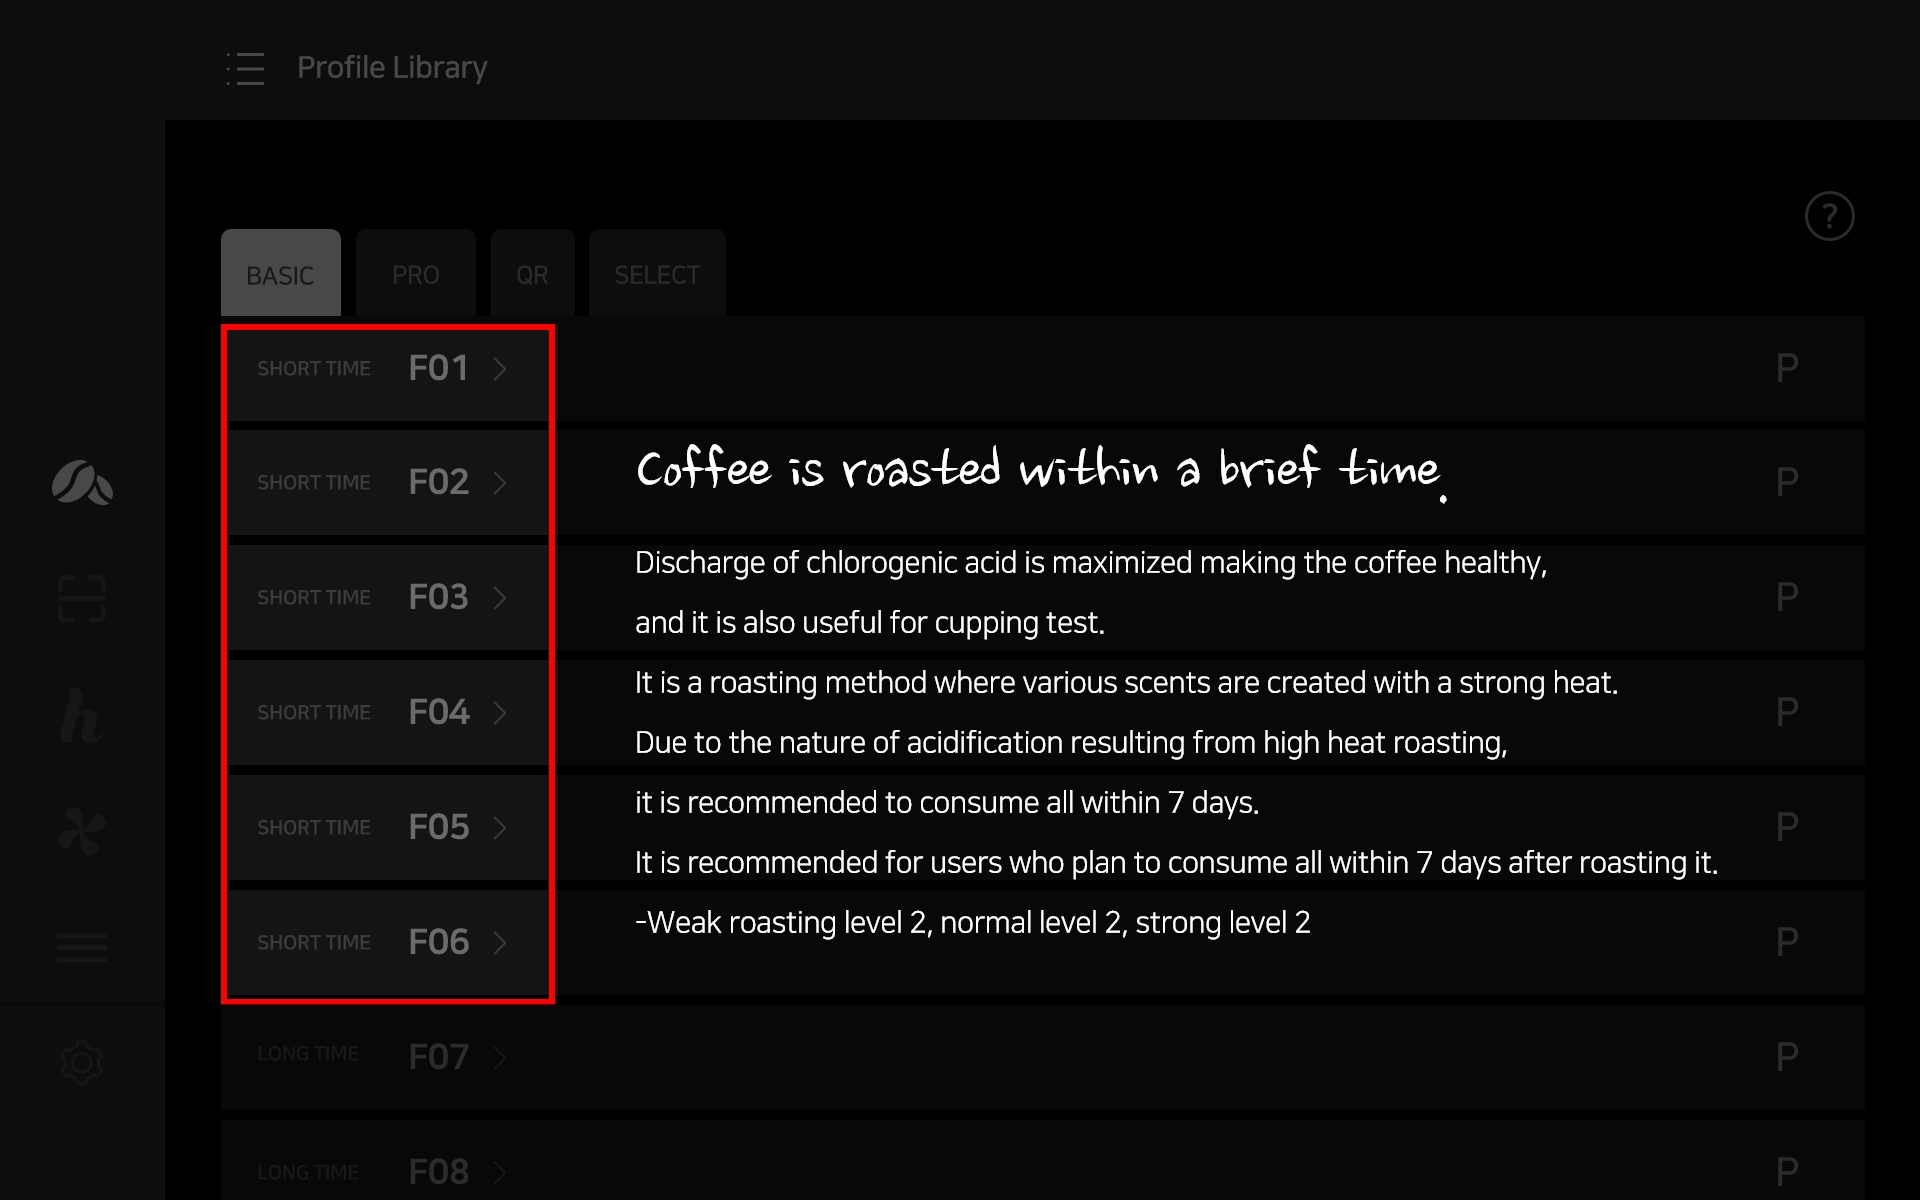 Profile Library
?
BASIC
PRO
QR
SELECT
SHORT TIME F01 >
P
SHORT TIME F02 >
Coffee is roasted within a brief time.
P
SHORT TIME F03 >
Discharge of chlorogenic acid is maximized making the coffee healthy,
and it is also useful for cupping test.
P
SHORT TIME F04 >
It is a roasting method where various scents are created with a strong heat.
Due to the nature of acidification resulting from high heat roasting,
P
h
SHORT TIME F05 >
it is recommended to consume all within 7 days.
It is recommended for users who plan to consume all within 7 days after roasting it.
P
SHORT TIME F06 >
-Weak roasting level 2, normal level 2, strong level 2
P
LONG TIME F07 >
P
LONG TIME F08 >
P